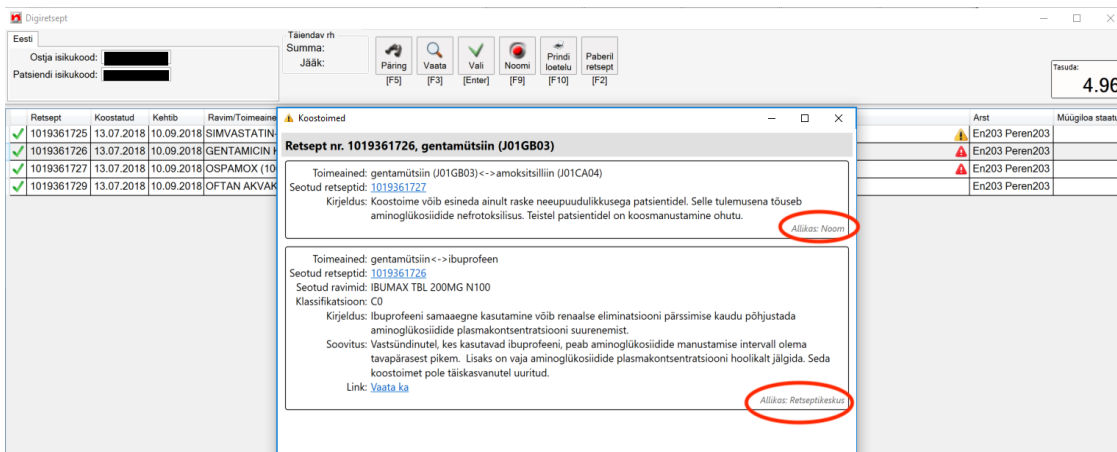 Digiretsept
Eesti
Ostja isikukood:
Patsiendi isikukood:
Täiendav rh
Summa:
Jääk:
Päring
[F5]
Vaata
[F3]
Vali
[Enter]
Noomi
[F9]
Prindi loetelu
[F10]
Paberil retsept
[F2]
Tasuda:
4.96
Retsept Koostatud Kehtib Ravim/Toimeaine Arst Müügiloa staatu
1019361725 13.07.2018 10.09.2018 SIMVASTATIN- En203 Peren203
1019361726 13.07.2018 10.09.2018 GENTAMICIN En203 Peren203
1019361727 13.07.2018 10.09.2018 OSPAMOX (10 En203 Peren203
1019361729 13.07.2018 10.09.2018 OFTAN AKVAK En203 Peren203
Koostoimed
Retsept nr. 1019361726, gentamütsiin (J01GB03)
Toimeained: gentamütsiin (J01GB03)<->amoksitsilliin (J01CA04)
Seotud retseptid: 1019361727
Kirjeldus: Koostoime võib esineda ainult raske neeupuudulikkusega patsientidel. Selle tulemusena tõuseb
aminoglükosiidide nefrotoksilisus. Teistel patsientidel on koosmanustamine ohutu.
Allikas: Noom
Toimeained: gentamütsiin<->ibuprofeen
Seotud retseptid: 1019361726
Seotud ravimid: IBUMAX TBL 200MG N100
Klassifikatsioon: C0
Kirjeldus: Ibuprofeeni samaaegne kasutamine võib renaalse eliminatsiooni pärssimise kaudu põhjustada
aminoglükosiidide plasmakontsentratsiooni suurenemist.
Soovitus: Vastsündinutel, kes kasutavad ibuprofeeni, peab aminoglükosiidide manustamise intervall olema
tavapärasest pikem. Lisaks on vaja aminoglükosiidide plasmakontsentratsiooni hoolikalt jälgida. Seda
koostoimet pole täiskasvanutel uuritud.
Link: Vaata ka
Allikas: Retseptikeskus